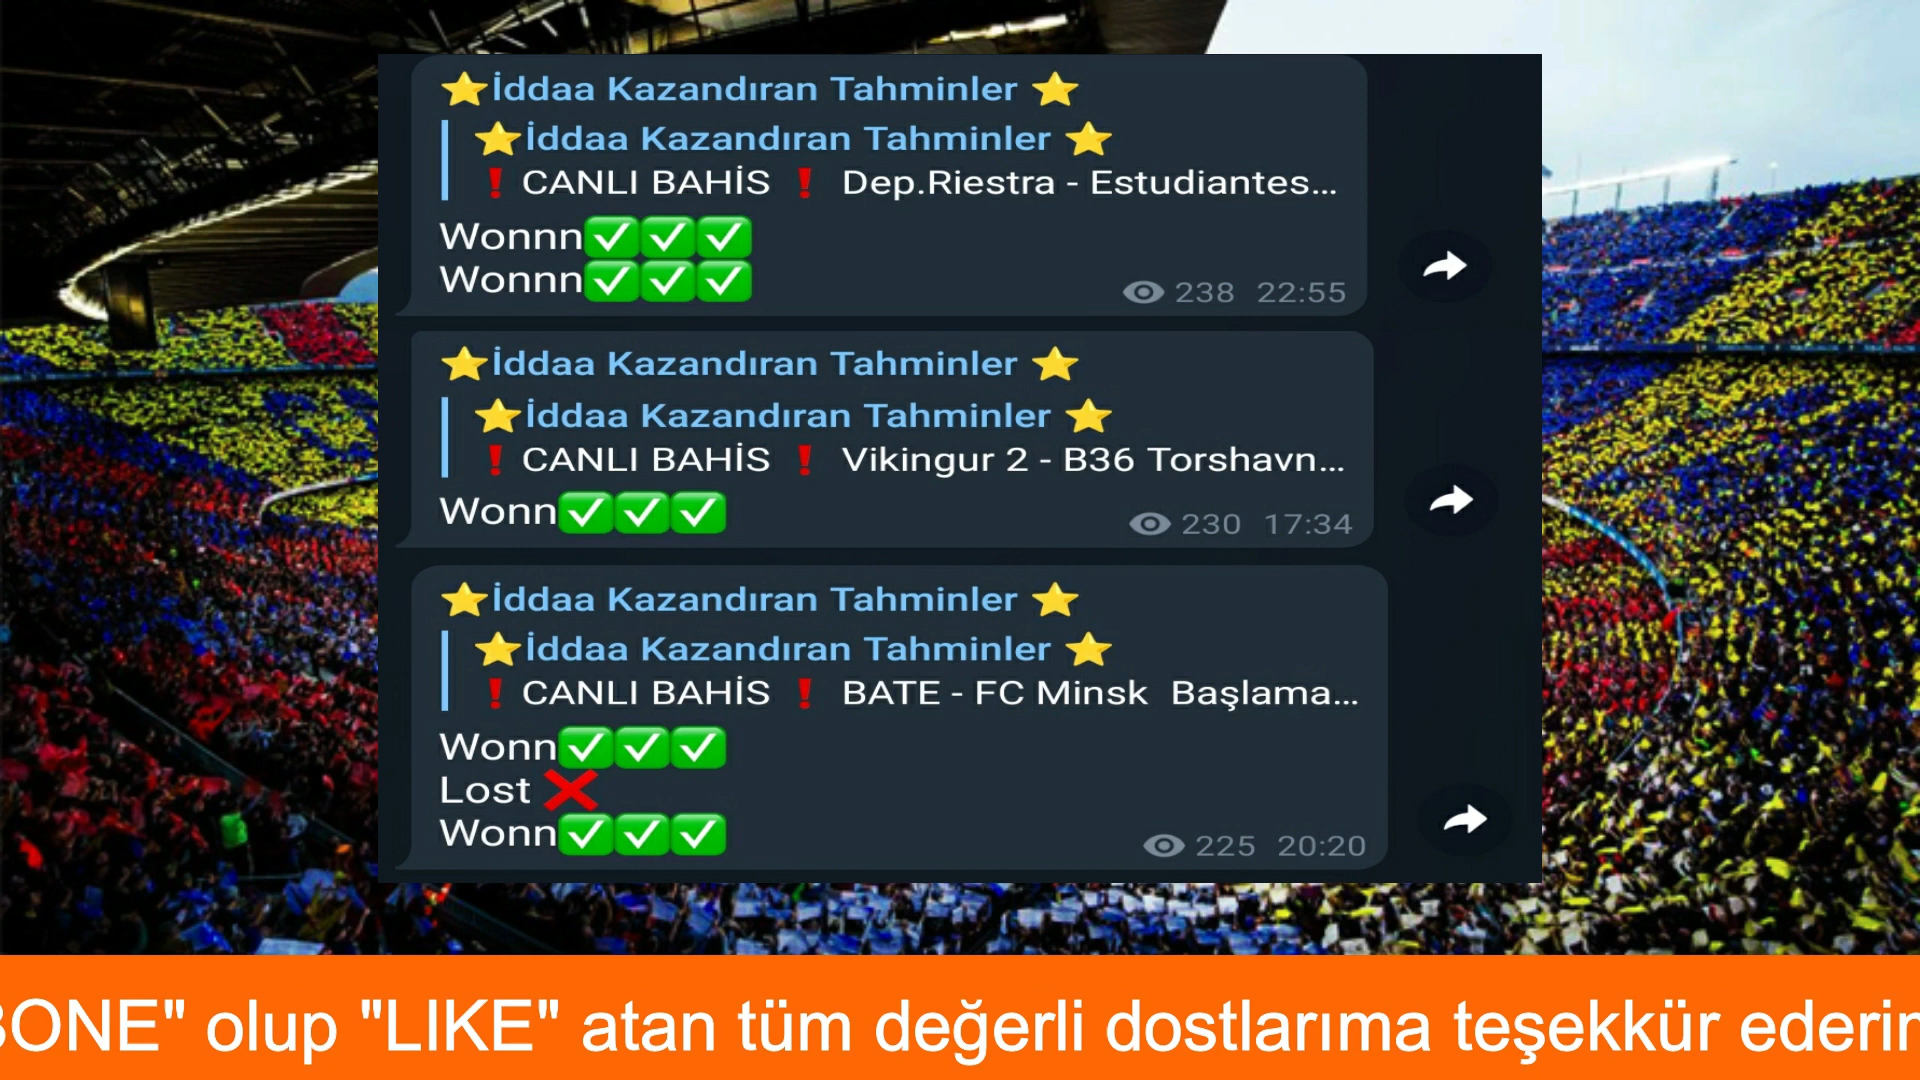 ⭐İddaa Kazandıran Tahminler ⭐
⭐İddaa Kazandıran Tahminler ⭐
❗ CANLI BAHİS ❗ Dep.Riestra - Estudiantes...
Wonnn✅✅✅
Wonnn✅✅✅
238 22:55
⭐İddaa Kazandıran Tahminler ⭐
⭐İddaa Kazandıran Tahminler ⭐
❗ CANLI BAHİS ❗ Vikingur 2 - B36 Torshavn...
Wonn✅✅✅
230 17:34
⭐İddaa Kazandıran Tahminler ⭐
⭐İddaa Kazandıran Tahminler ⭐
❗ CANLI BAHİS ❗ BATE - FC Minsk Başlama...
Wonn✅✅✅
Lost ❌
Wonn✅✅✅
225 20:20
BONE" olup "LIKE" atan tüm değerli dostlarıma teşekkür ederim